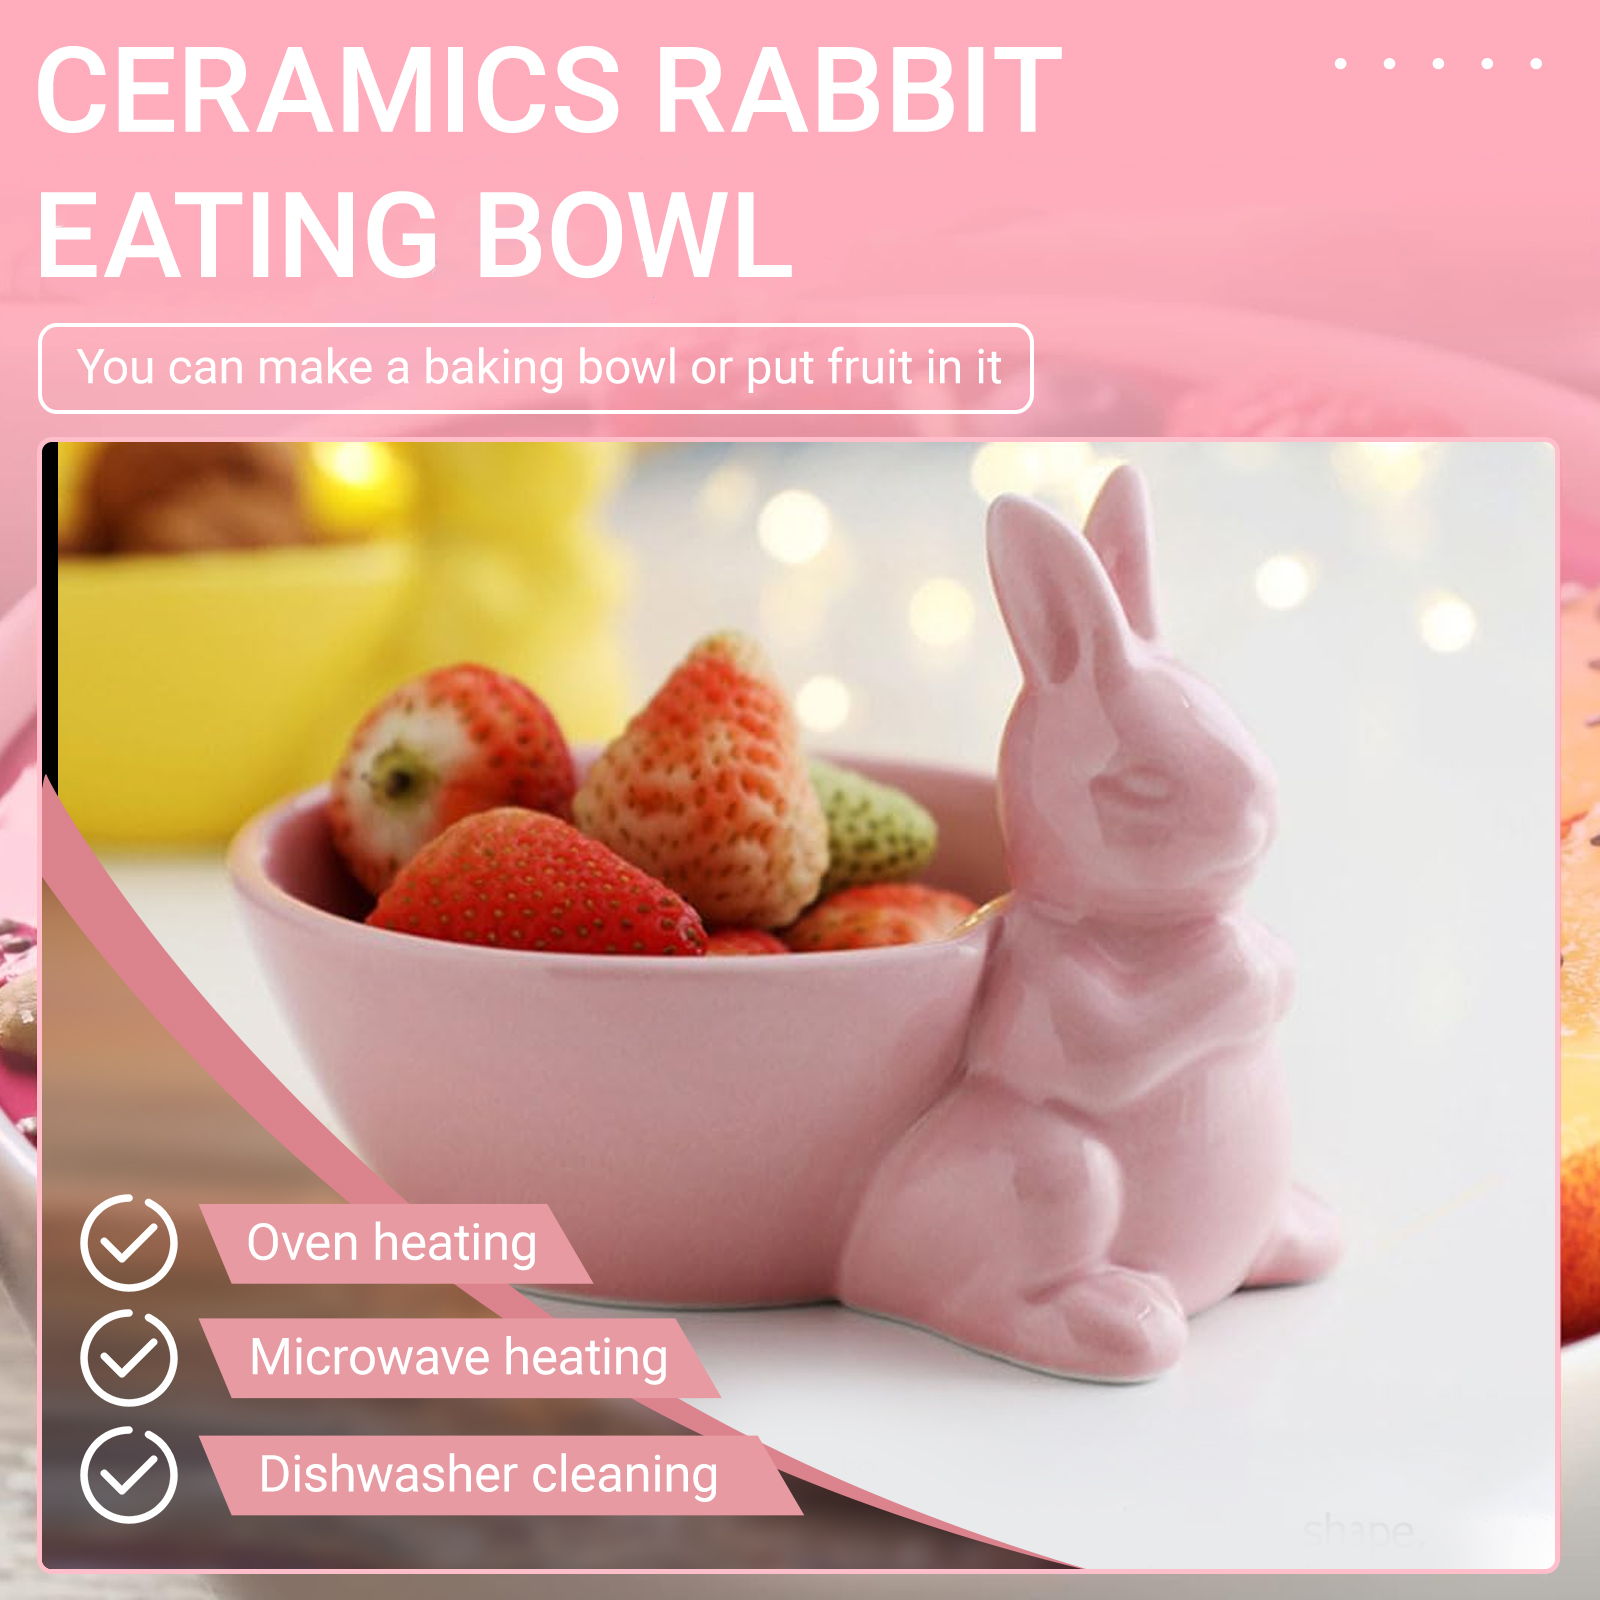 CERAMICS RABBIT
EATING BOWL
You can make a baking bowl or put fruit in it
Oven heating
Microwave heating
Dishwasher cleaning
shape,